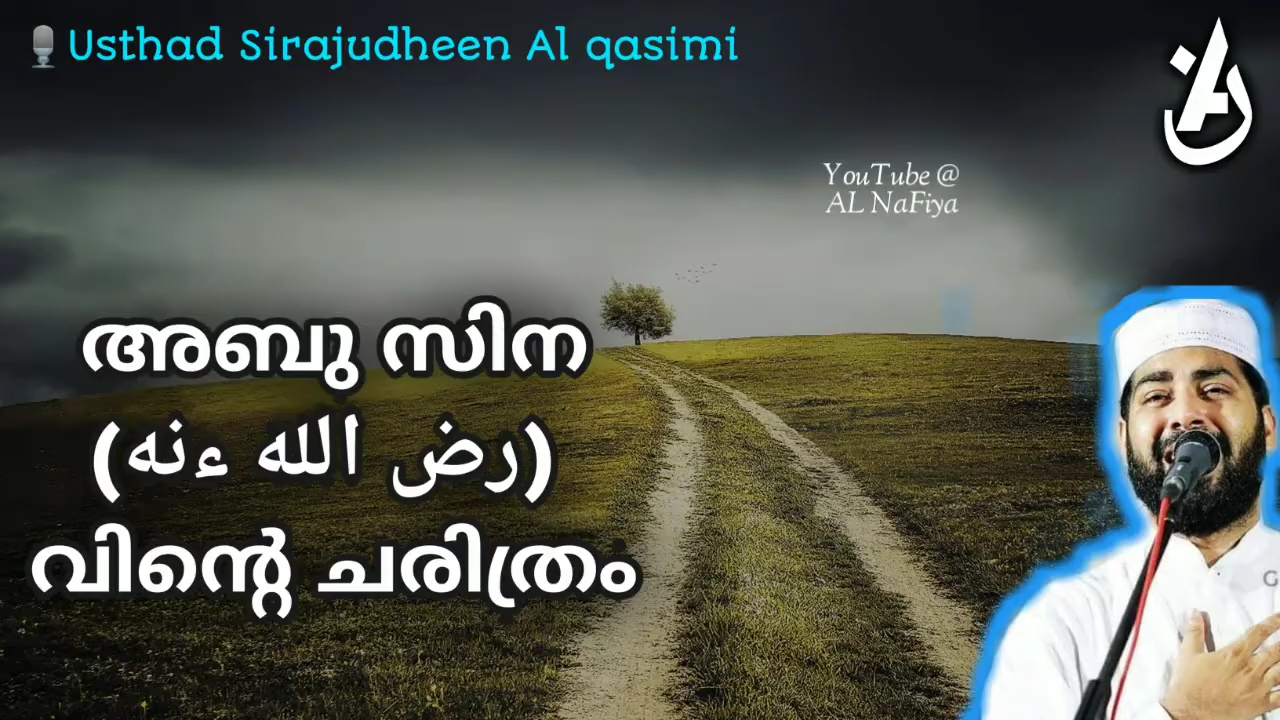 🎙️Usthad Sirajudheen Al qasimi
YouTube @
AL NaFiya
അബു സിന
(رض الله ءنه)
വിന്റെ ചരിത്രം
G